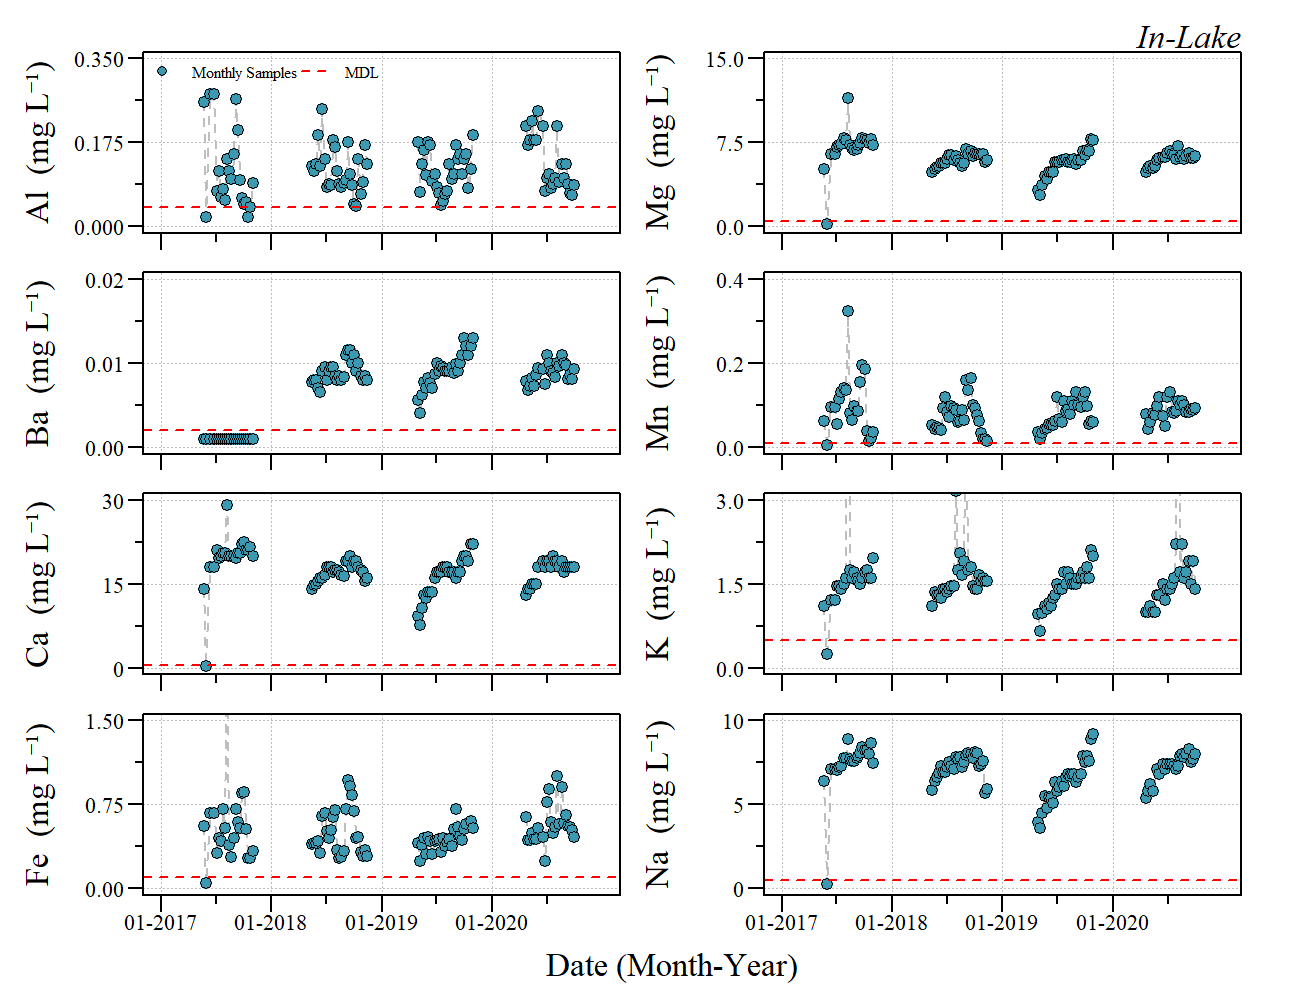 In-Lake
Al (mg L⁻¹)
0.350
0.175
0.000
Monthly Samples
MDL
Mg (mg L⁻¹)
15.0
7.5
0.0
Ba (mg L⁻¹)
0.02
0.01
0.00
Mn (mg L⁻¹)
0.4
0.2
0.0
Ca (mg L⁻¹)
30
15
0
K (mg L⁻¹)
3.0
1.5
0.0
Fe (mg L⁻¹)
1.50
0.75
0.00
Na (mg L⁻¹)
10
5
0
01-2017 01-2018 01-2019 01-2020
01-2017 01-2018 01-2019 01-2020
Date (Month-Year)